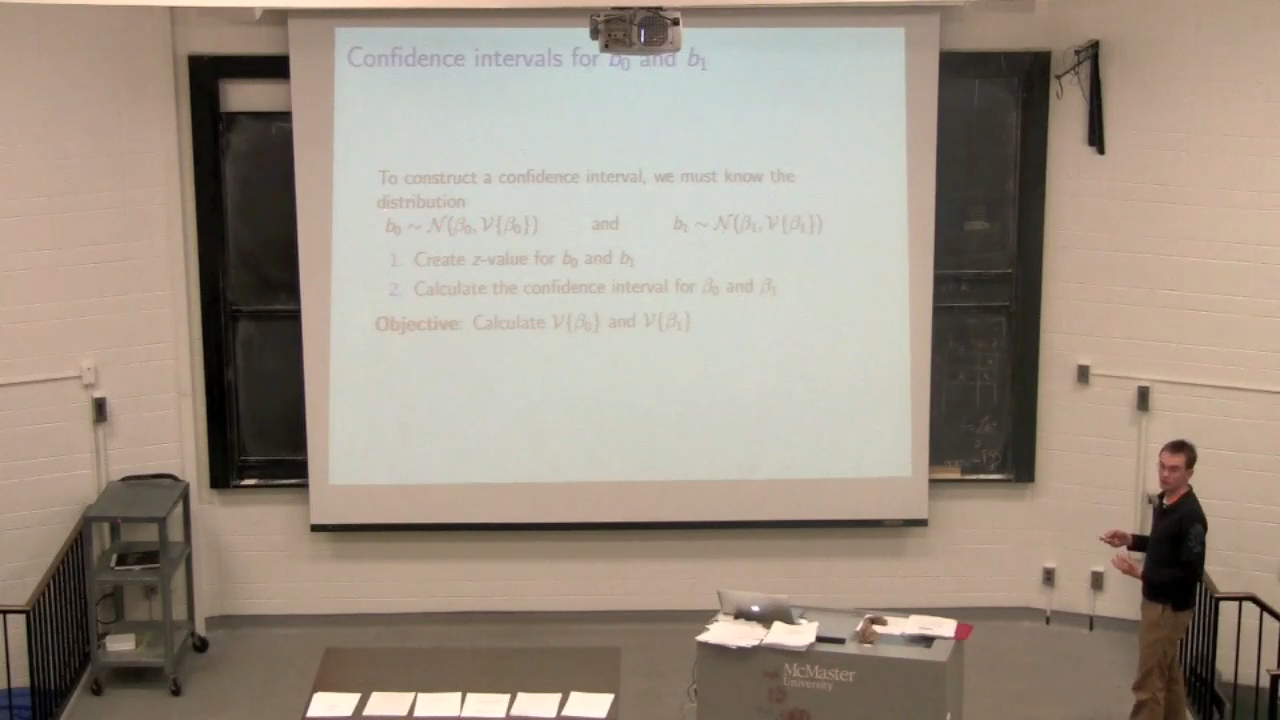 Confidence intervals for b₀ and b₁
To construct a confidence interval, we must know the
distribution
b₀ ∼ 𝒩(β₀, 𝒱{β₀}) and b₁ ∼ 𝒩(β₁, 𝒱{β₁})
1. Create z-value for b₀ and b₁
2. Calculate the confidence interval for β₀ and β₁
Objective: Calculate 𝒱{β₀} and 𝒱{β₁}
McMaster
University